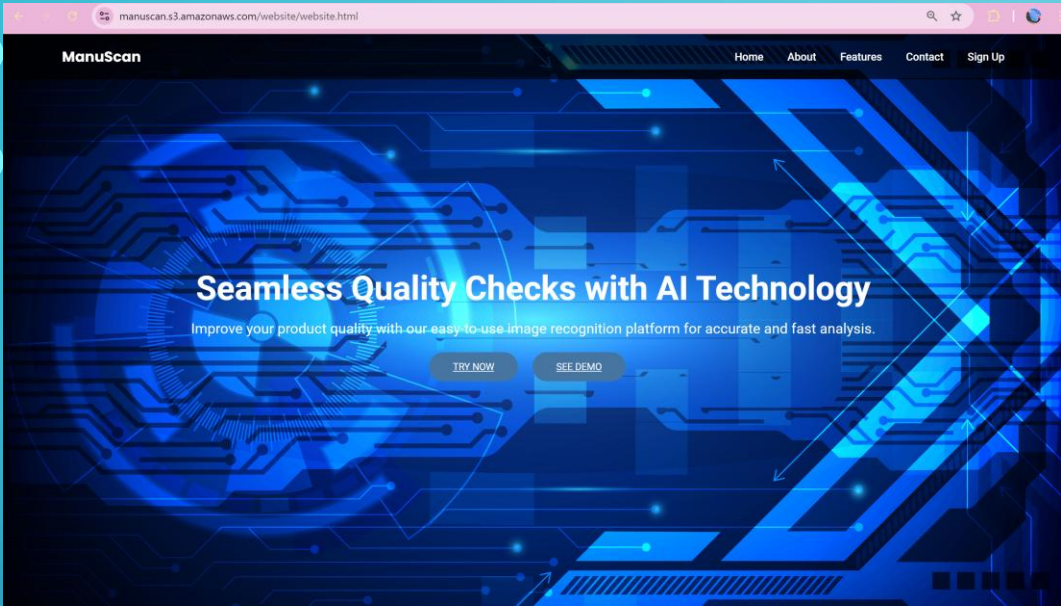 manuscan.s3.amazonaws.com/website/website.html
ManuScan Home About Features Contact Sign Up
Seamless Quality Checks with AI Technology
Improve your product quality with our easy-to-use image recognition platform for accurate and fast analysis.
TRY NOW SEE DEMO